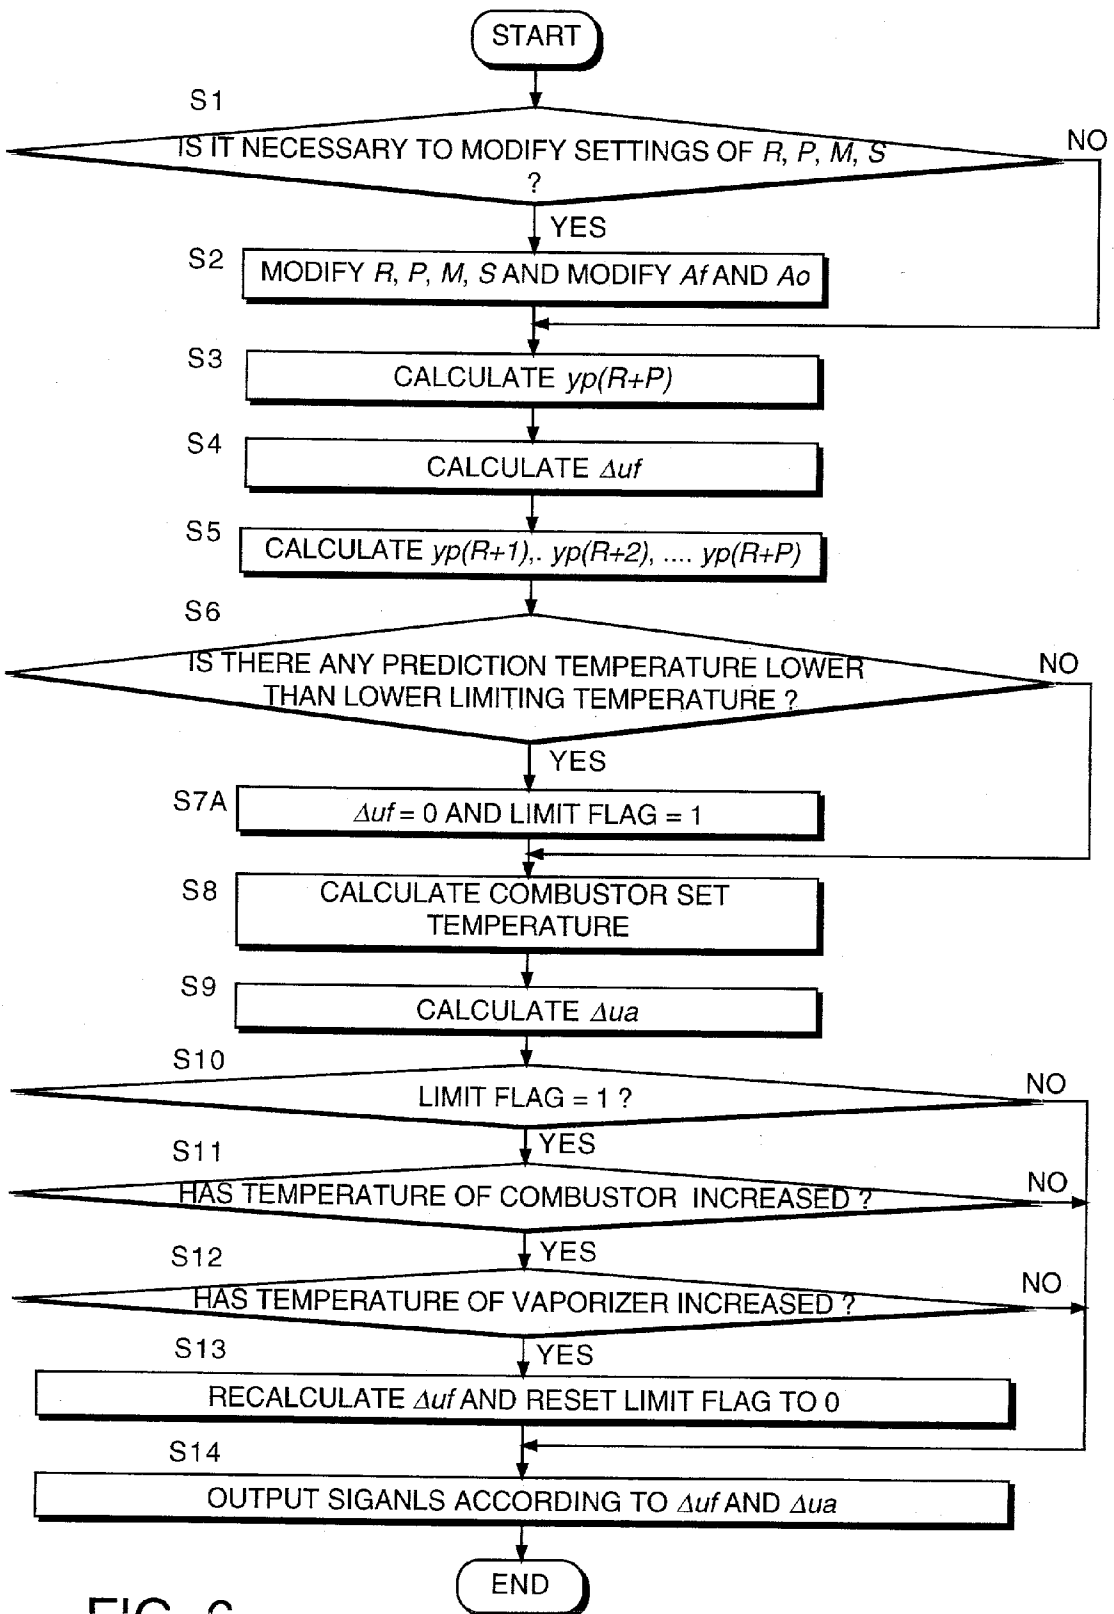 START
S1
IS IT NECESSARY TO MODIFY SETTINGS OF R, P, M, S
?
NO
YES
S2
MODIFY R, P, M, S AND MODIFY Af AND Ao
S3
CALCULATE yp(R+P)
S4
CALCULATE Δuf
S5
CALCULATE yp(R+1),. yp(R+2), .... yp(R+P)
S6
IS THERE ANY PREDICTION TEMPERATURE LOWER
THAN LOWER LIMITING TEMPERATURE ?
NO
YES
S7A
Δuf = 0 AND LIMIT FLAG = 1
S8
CALCULATE COMBUSTOR SET
TEMPERATURE
S9
CALCULATE Δua
S10
LIMIT FLAG = 1 ?
NO
YES
S11
HAS TEMPERATURE OF COMBUSTOR INCREASED ?
NO
YES
S12
HAS TEMPERATURE OF VAPORIZER INCREASED ?
NO
YES
S13
RECALCULATE Δuf AND RESET LIMIT FLAG TO 0
S14
OUTPUT SIGANLS ACCORDING TO Δuf AND Δua
END
FIG. 6